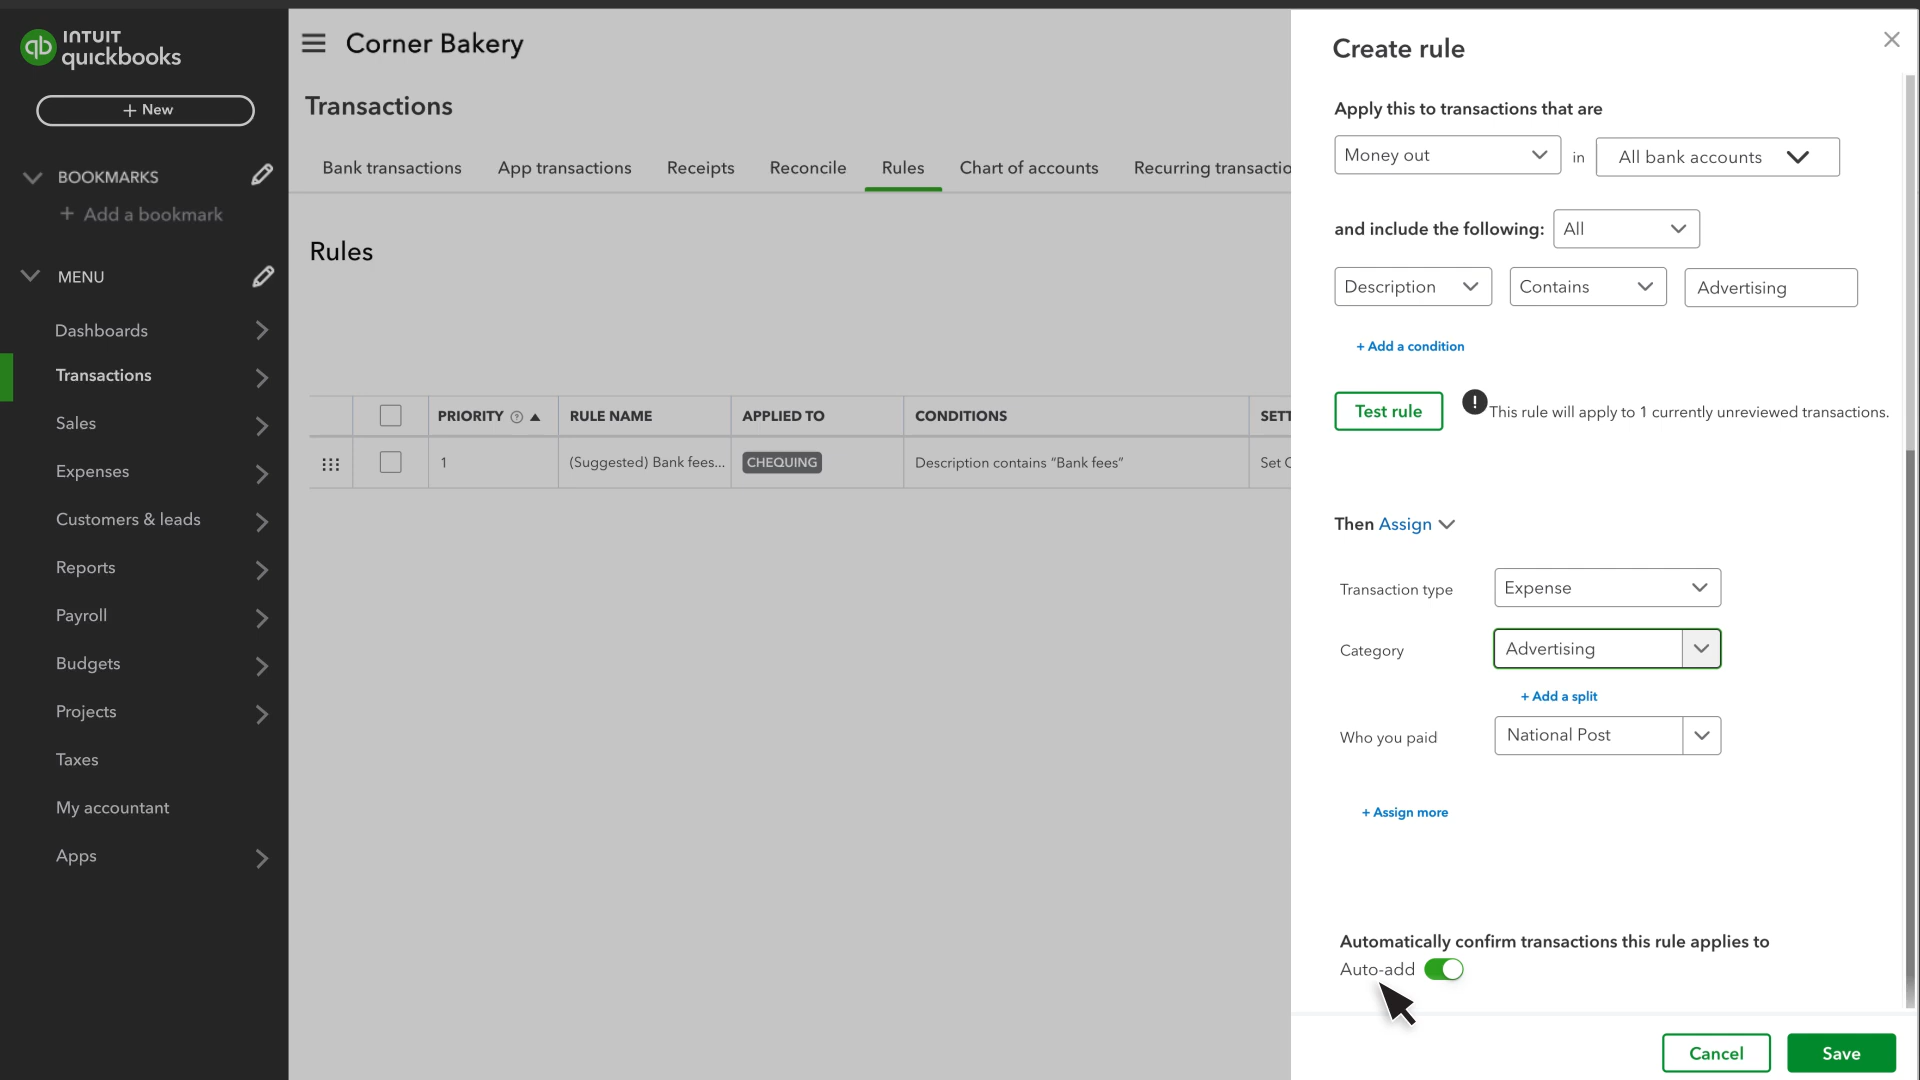 INTUIT
quickbooks
+ New
BOOKMARKS
+ Add a bookmark
MENU
Dashboards
Transactions
Sales
Expenses
Customers & leads
Reports
Payroll
Budgets
Projects
Taxes
My accountant
Apps
Corner Bakery
Transactions
Bank transactions App transactions Receipts Reconcile Rules Chart of accounts Recurring transactio
Rules
PRIORITY RULE NAME APPLIED TO CONDITIONS SETT
1 (Suggested) Bank fees... CHEQUING Description contains “Bank fees” Set C
Create rule
Apply this to transactions that are
Money out in All bank accounts
and include the following: All
Description Contains Advertising
+ Add a condition
Test rule This rule will apply to 1 currently unreviewed transactions.
Then Assign
Transaction type Expense
Category Advertising
+ Add a split
Who you paid National Post
+ Assign more
Automatically confirm transactions this rule applies to
Auto-add
Cancel Save